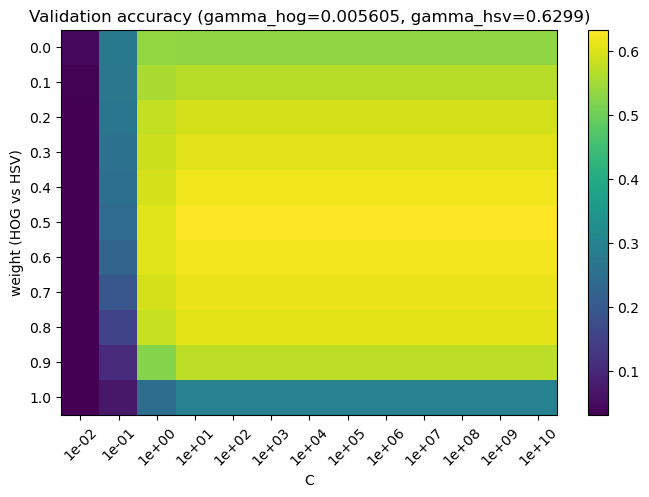 Validation accuracy (gamma_hog=0.005605, gamma_hsv=0.6299)
weight (HOG vs HSV)
0.0
0.1
0.2
0.3
0.4
0.5
0.6
0.7
0.8
0.9
1.0
1e-02
1e-01
1e+00
1e+01
1e+02
1e+03
1e+04
1e+05
1e+06
1e+07
1e+08
1e+09
1e+10
C
0.6
0.5
0.4
0.3
0.2
0.1